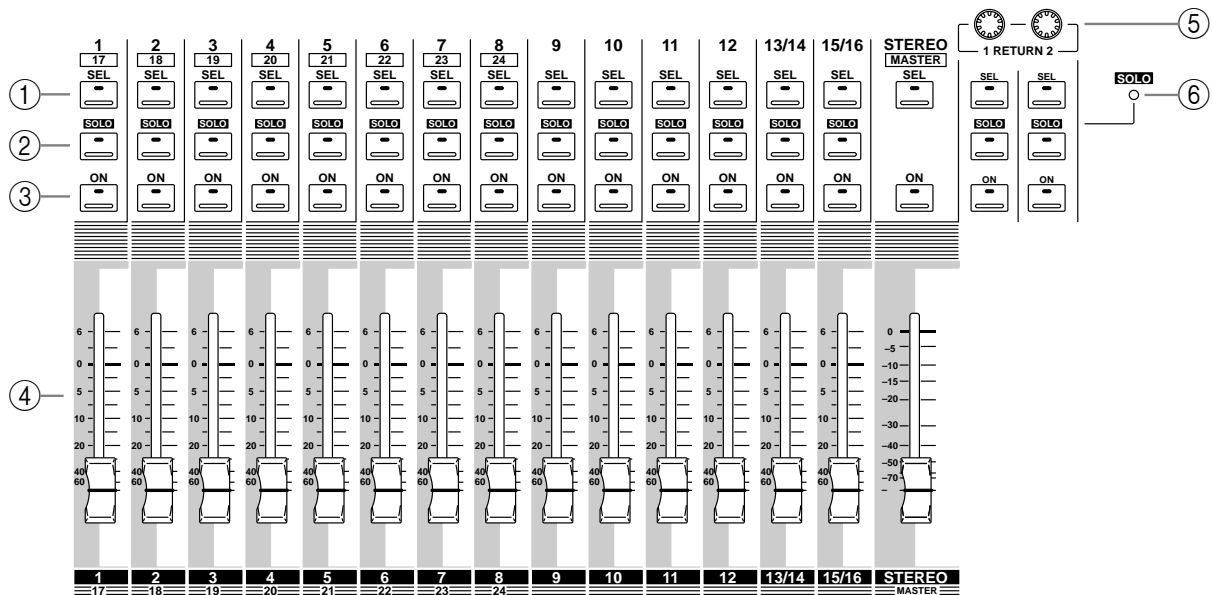 ⑤
1 2 3 4 5 6 7 8 9 10 11 12 13/14 15/16 STEREO
1 RETURN 2
17 18 19 20 21 22 23 24 MASTER
SEL SEL SEL SEL SEL SEL SEL SEL SEL SEL SEL SEL SEL SEL SEL SEL SEL
SOLO
① ⑥
SOLO SOLO SOLO SOLO SOLO SOLO SOLO SOLO SOLO SOLO SOLO SOLO SOLO SOLO SOLO SOLO
②
ON ON ON ON ON ON ON ON ON ON ON ON ON ON ON ON ON
③
6 6 6 6 6 6 6 6 6 6 6 6 6 6 0
–5
0 0 0 0 0 0 0 0 0 0 0 0 0 0 –10
–15
5 5 5 5 5 5 5 5 5 5 5 5 5 5 –20
④
10 10 10 10 10 10 10 10 10 10 10 10 10 10 –30
20 20 20 20 20 20 20 20 20 20 20 20 20 20 –40
–50
40 40 40 40 40 40 40 40 40 40 40 40 40 40 –70
60 60 60 60 60 60 60 60 60 60 60 60 60 60 –
1 2 3 4 5 6 7 8 9 10 11 12 13/14 15/16 STEREO
17 18 19 20 21 22 23 24 MASTER